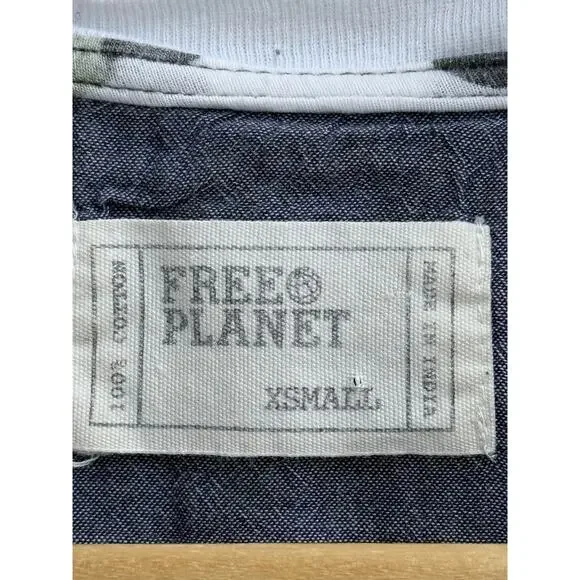 100% COTTON
FREE
PLANET
XSMALL
MADE IN INDIA